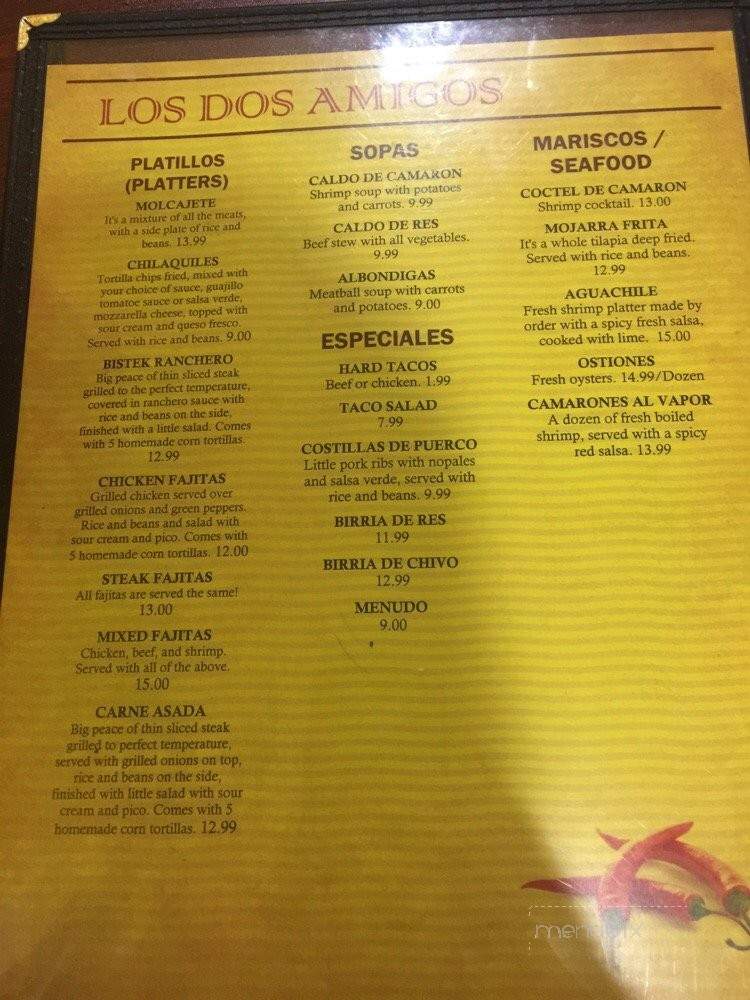 LOS DOS AMIGOS
PLATILLOS
(PLATTERS)
MOLCAJETE
It's a mixture of all the meats,
with a side plate of rice and
beans. 13.99
CHILAQUILES
Tortilla chips fried, mixed with
your choice of sauce, guajillo
tomatoe sauce or salsa verde,
mozzarella cheese, topped with
sour cream and queso fresco.
Served with rice and beans. 9.00
BISTEK RANCHERO
Big peace of thin sliced steak
grilled to the perfect temperature,
covered in ranchero sauce with
rice and beans on the side,
finished with a little salad. Comes
with 5 homemade corn tortillas.
12.99
CHICKEN FAJITAS
Grilled chicken served over
grilled onions and green peppers.
Rice and beans and salad with
sour cream and pico. Comes with
5 homemade corn tortillas. 12.00
STEAK FAJITAS
All fajitas are served the same!
13.00
MIXED FAJITAS
Chicken, beef, and shrimp.
Served with all of the above.
15.00
CARNE ASADA
Big peace of thin sliced steak
grilled to perfect temperature,
served with grilled onions on top,
rice and beans on the side,
finished with little salad with sour
cream and pico. Comes with 5
homemade corn tortillas. 12.99
SOPAS
CALDO DE CAMARON
Shrimp soup with potatoes
and carrots. 9.99
CALDO DE RES
Beef stew with all vegetables.
9.99
ALBONDIGAS
Meatball soup with carrots
and potatoes. 9.00
ESPECIALES
HARD TACOS
Beef or chicken. 1.99
TACO SALAD
7.99
COSTILLAS DE PUERCO
Little pork ribs with nopales
and salsa verde, served with
rice and beans. 9.99
BIRRIA DE RES
11.99
BIRRIA DE CHIVO
12.99
MENUDO
9.00
MARISCOS /
SEAFOOD
COCTEL DE CAMARON
Shrimp cocktail. 13.00
MOJARRA FRITA
It's a whole tilapia deep fried.
Served with rice and beans.
12.99
AGUACHILE
Fresh shrimp platter made by
order with a spicy fresh salsa,
cooked with lime. 15.00
OSTIONES
Fresh oysters. 14.99/Dozen
CAMARONES AL VAPOR
A dozen of fresh boiled
shrimp, served with a spicy
red salsa. 13.99